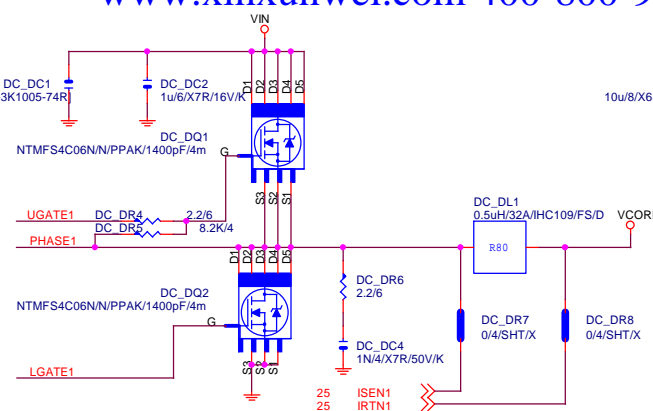 VIN
DC_DC1
3K1005-74R
DC_DC2
1u/6/X7R/16V/K
D1
D2
D3
D4
D5
10u/8/X6
DC_DQ1
NTMFS4C06N/N/PPAK/1400pF/4m
G
S3
S2
S1
UGATE1
DC_DR4
2.2/6
DC_DR5
8.2K/4
PHASE1
DC_DL1
0.5uH/32A/IHC109/FS/D
R80
D1
D2
D3
D4
D5
DC_DQ2
NTMFS4C06N/N/PPAK/1400pF/4m
G
S3
S2
S1
LGATE1
DC_DR6
2.2/6
DC_DC4
1N/4/X7R/50V/K
DC_DR7
0/4/SHT/X
DC_DR8
0/4/SHT/X
25 ISEN1
25 IRTN1